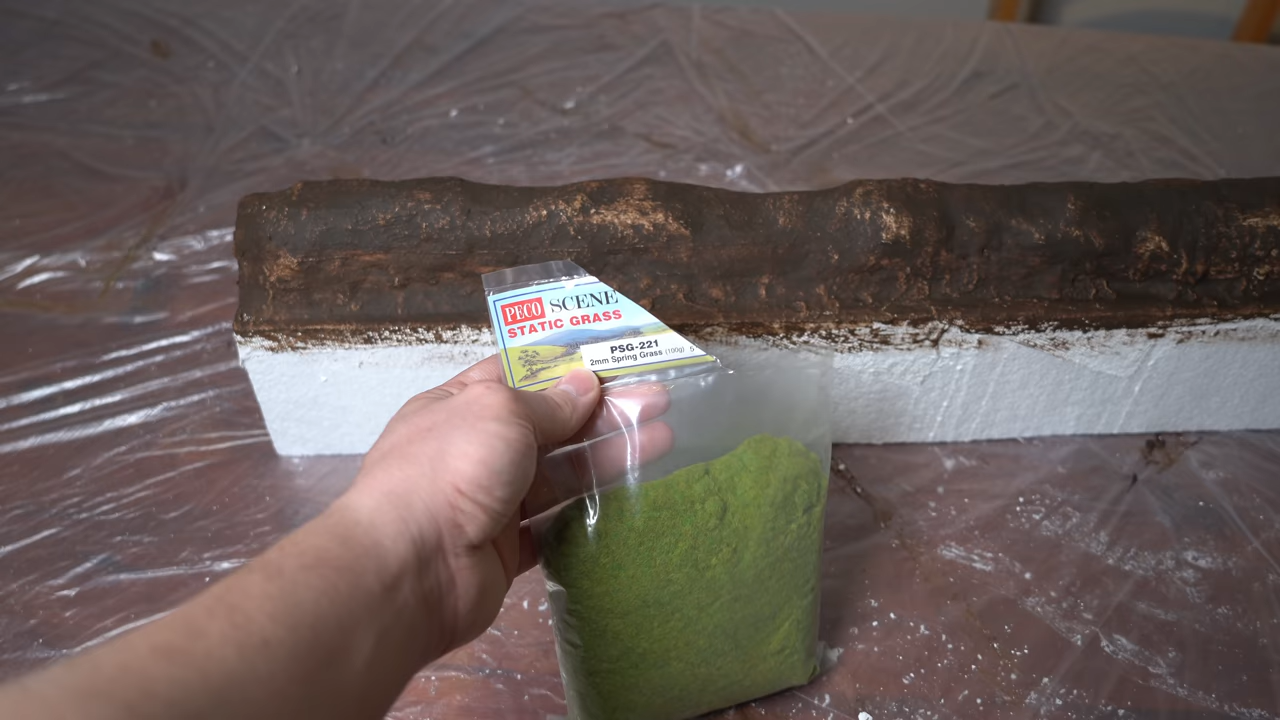 PECO SCENE
STATIC GRASS
PSG-221
2mm Spring Grass (100g)